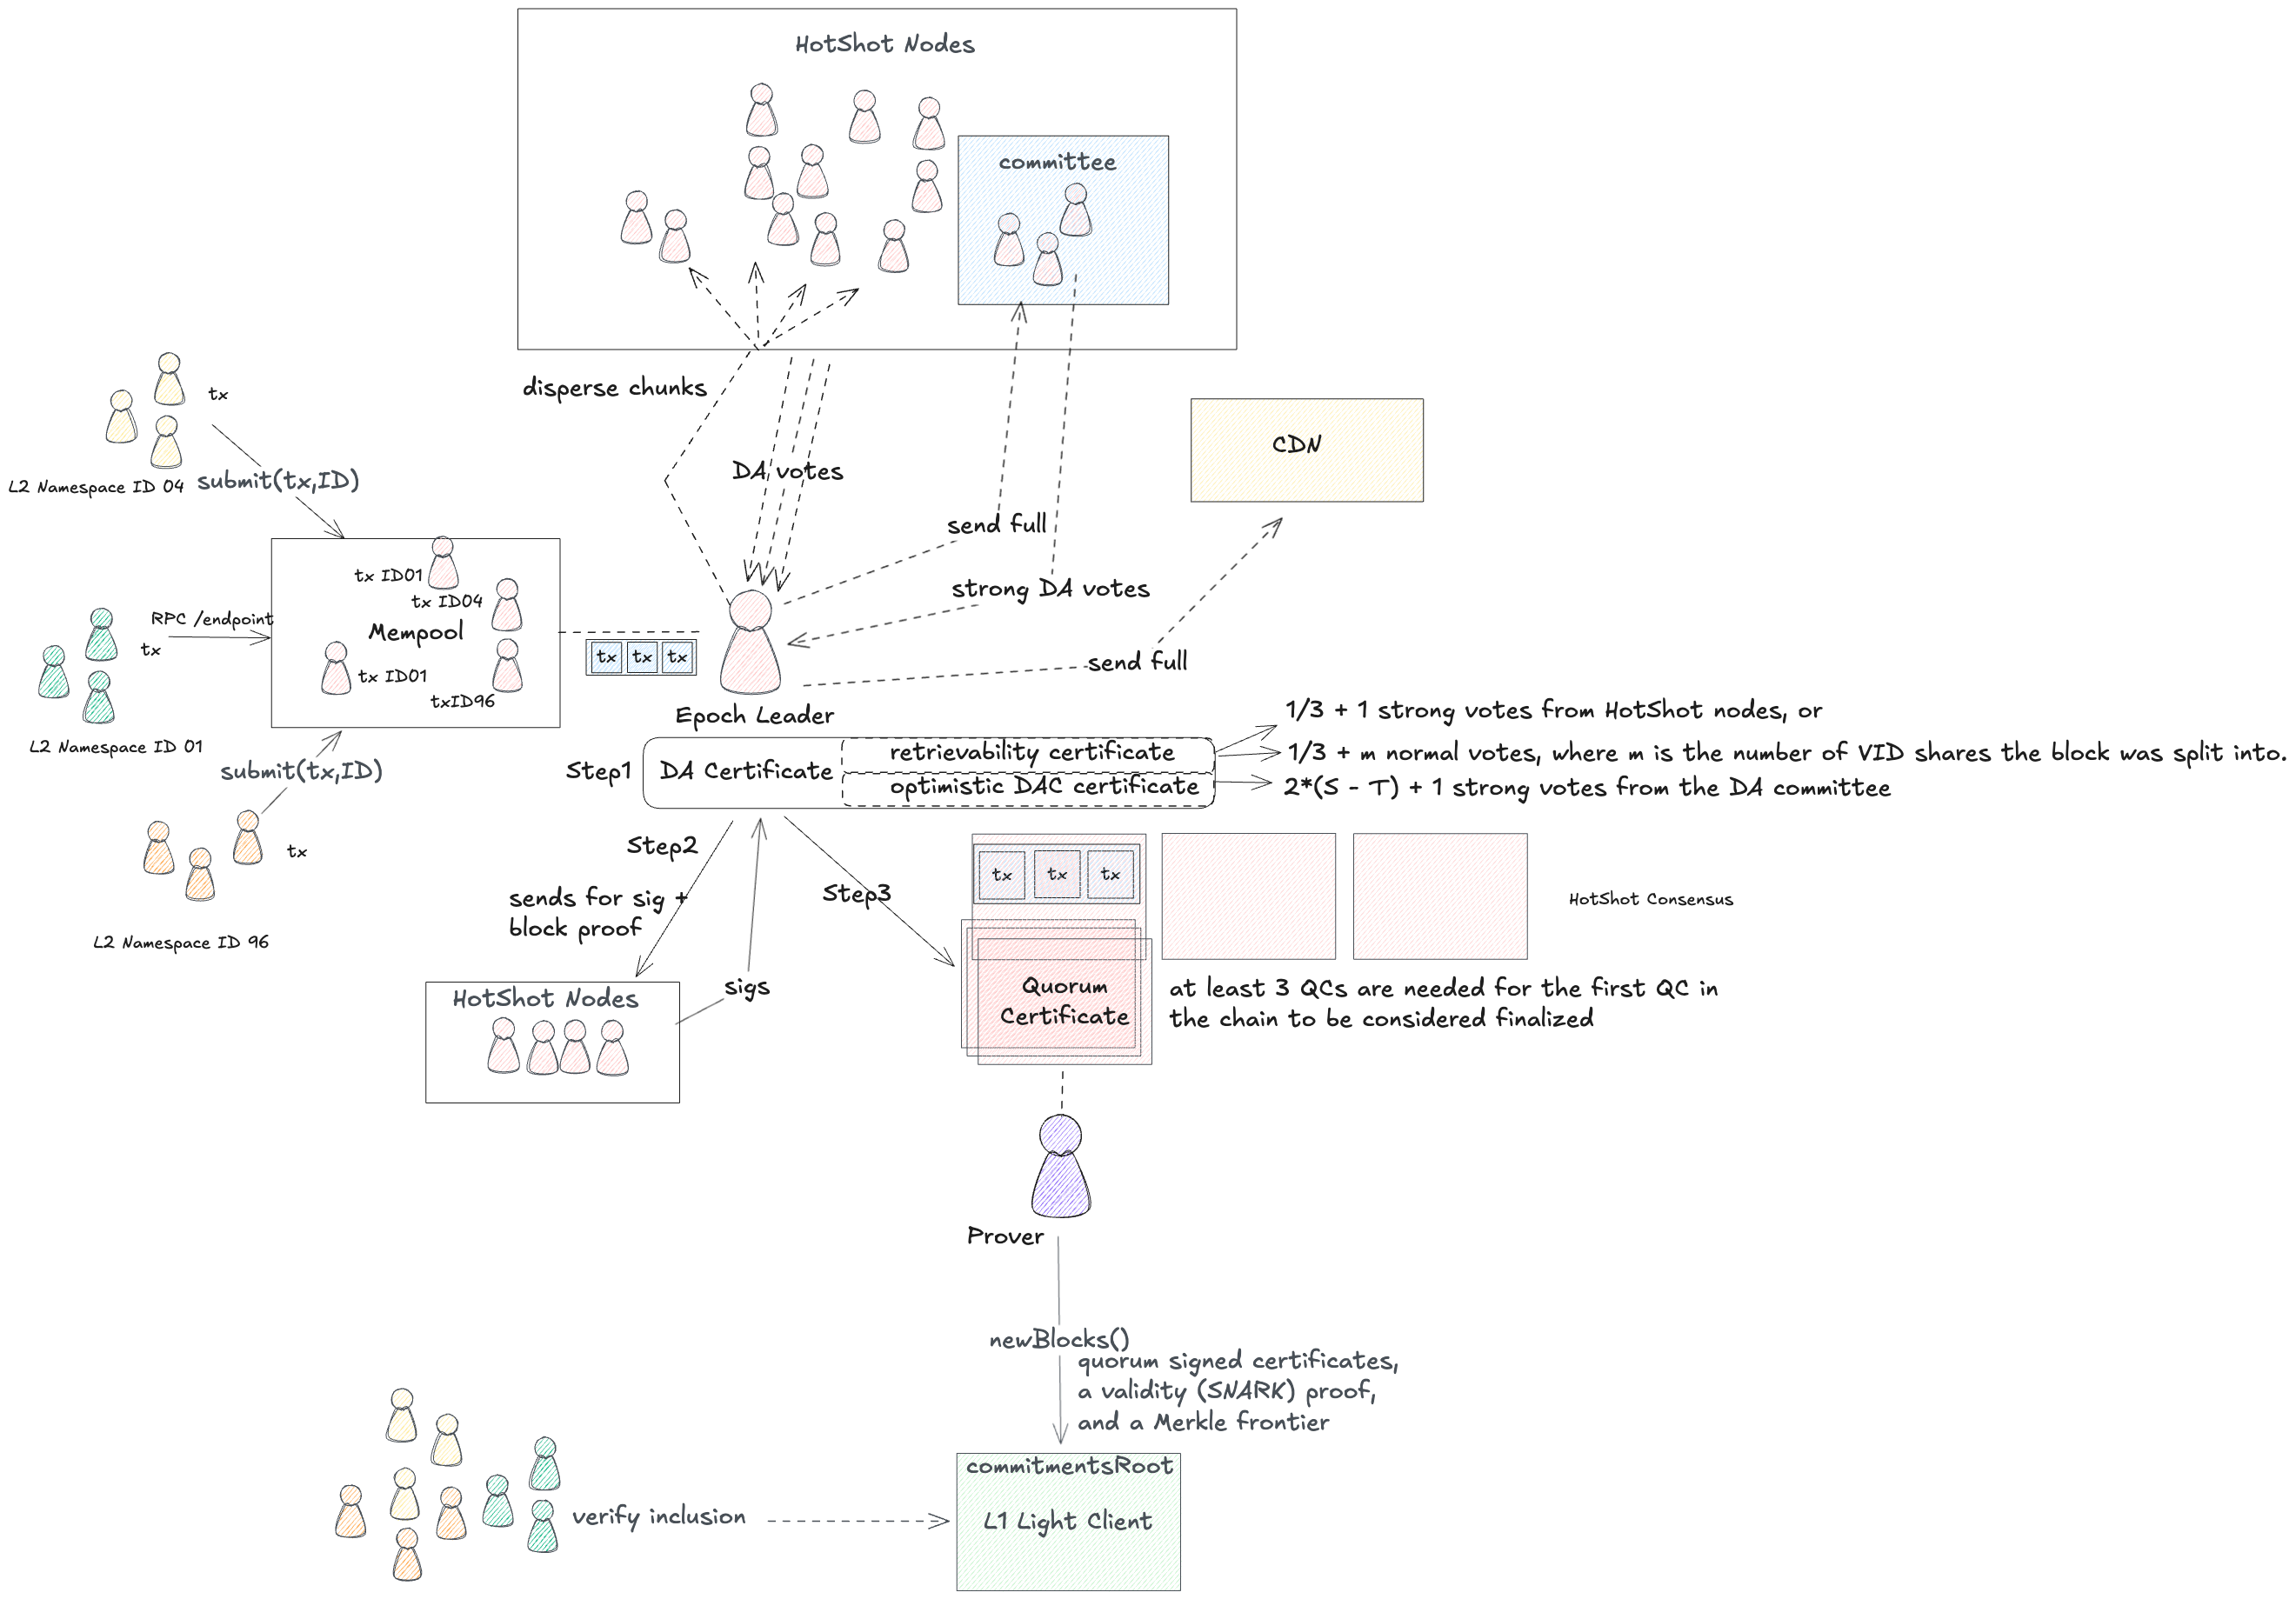 HotShot Nodes
committee
disperse chunks
tx
CDN
DA votes
submit(tx,ID)
L2 Namespace ID 04
send full
tx ID01
strong DA votes
tx ID04
RPC /endpoint
Mempool
tx
tx tx tx
send full
tx ID01
txID96
Epoch Leader
1/3 + 1 strong votes from HotShot nodes, or
L2 Namespace ID 01
retrievability certificate
1/3 + m normal votes, where m is the number of VID shares the block was split into.
submit(tx,ID)
Step1
DA Certificate
optimistic DAC certificate
2*(S - T) + 1 strong votes from the DA committee
Step2
tx
tx tx tx
sends for sig +
block proof
Step3
HotShot Consensus
L2 Namespace ID 96
sigs
HotShot Nodes
Quorum
Certificate
at least 3 QCs are needed for the first QC in
the chain to be considered finalized
Prover
newBlocks()
quorum signed certificates,
a validity (SNARK) proof,
and a Merkle frontier
commitmentsRoot
verify inclusion
L1 Light Client